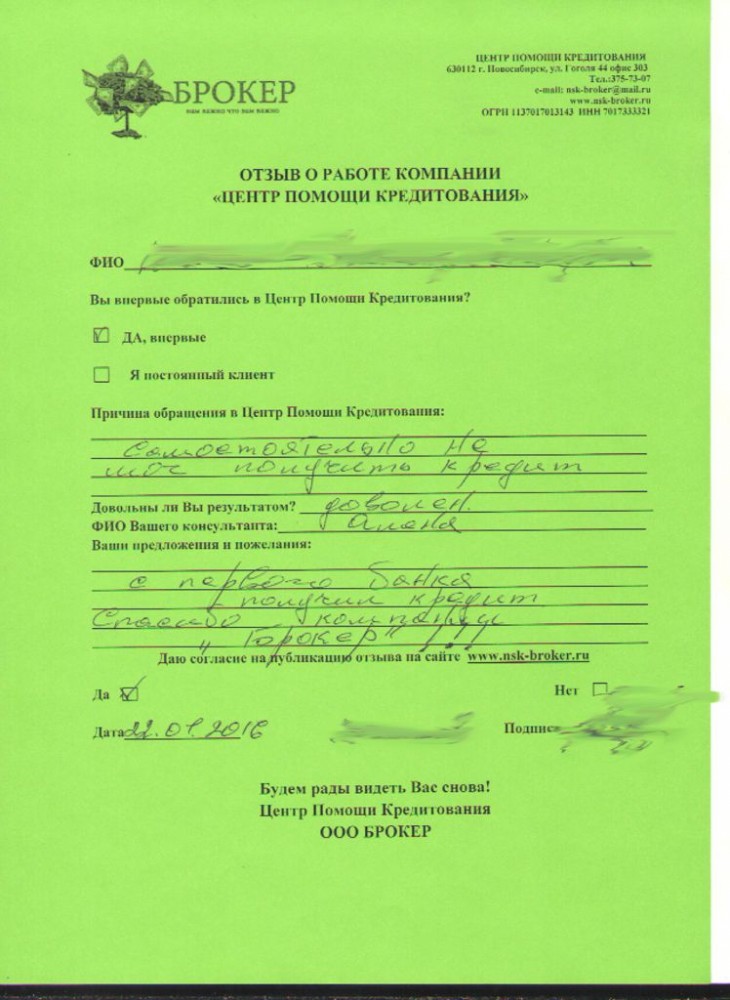 БРОКЕР
НАМ ВАЖНО ЧТО ВАМ ВАЖНО
ЦЕНТР ПОМОЩИ КРЕДИТОВАНИЯ
630112 г. Новосибирск, ул. Гоголя 44 офис 303
Тел.:375-73-07
e-mail: nsk-broker@mail.ru
www.nsk-broker.ru
ОГРН 1137017013143 ИНН 7017333321
ОТЗЫВ О РАБОТЕ КОМПАНИИ
«ЦЕНТР ПОМОЩИ КРЕДИТОВАНИЯ»
ФИО
Вы впервые обратились в Центр Помощи Кредитования?
ДА, впервые
Я постоянный клиент
Причина обращения в Центр Помощи Кредитования:
Самостоятельно не
мог получить кредит
Довольны ли Вы результатом? доволен.
ФИО Вашего консультанта: Алена
Ваши предложения и пожелания:
с первого банка
получил кредит
Спасибо компании
„Брокер" !!!
Даю согласие на публикацию отзыва на сайте www.nsk-broker.ru
Да
Нет
Дата 22.01.2016
Подпись
Будем рады видеть Вас снова!
Центр Помощи Кредитования
ООО БРОКЕР